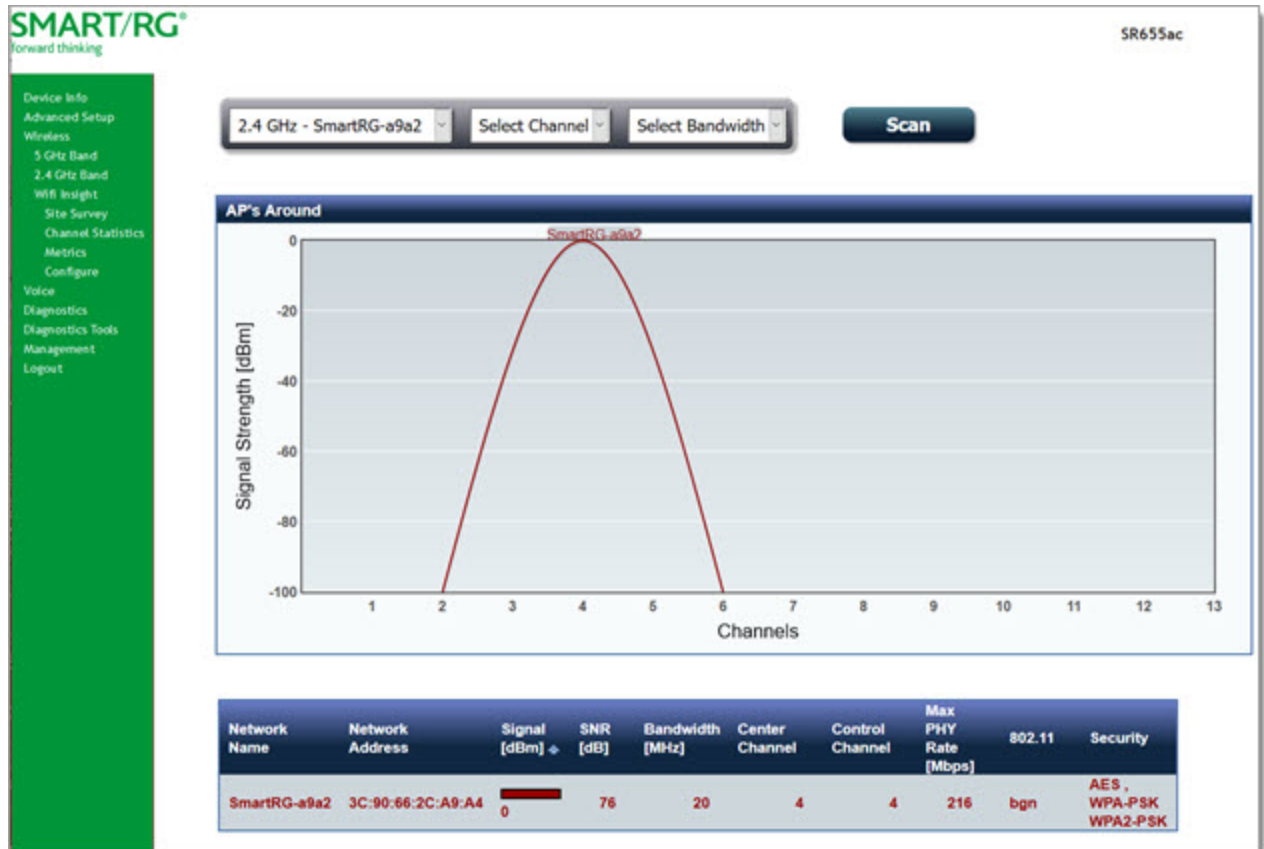 SMART/RG®
forward thinking
SR655ac
Device Info
Advanced Setup
Wireless
5 GHz Band
2.4 GHz Band
Wifi Insight
Site Survey
Channel Statistics
Metrics
Configure
Voice
Diagnostics
Diagnostics Tools
Management
Logout
2.4 GHz - SmartRG-a9a2 Select Channel Select Bandwidth Scan
AP's Around
SmartRG-a9a2
0
-20
-40
-60
-80
-100
Signal Strength [dBm]
1 2 3 4 5 6 7 8 9 10 11 12 13
Channels
Network Name Network Address Signal [dBm] SNR [dB] Bandwidth [MHz] Center Channel Control Channel Max PHY Rate [Mbps] 802.11 Security
SmartRG-a9a2 3C:90:66:2C:A9:A4 0 76 20 4 4 216 bgn AES , WPA-PSK WPA2-PSK